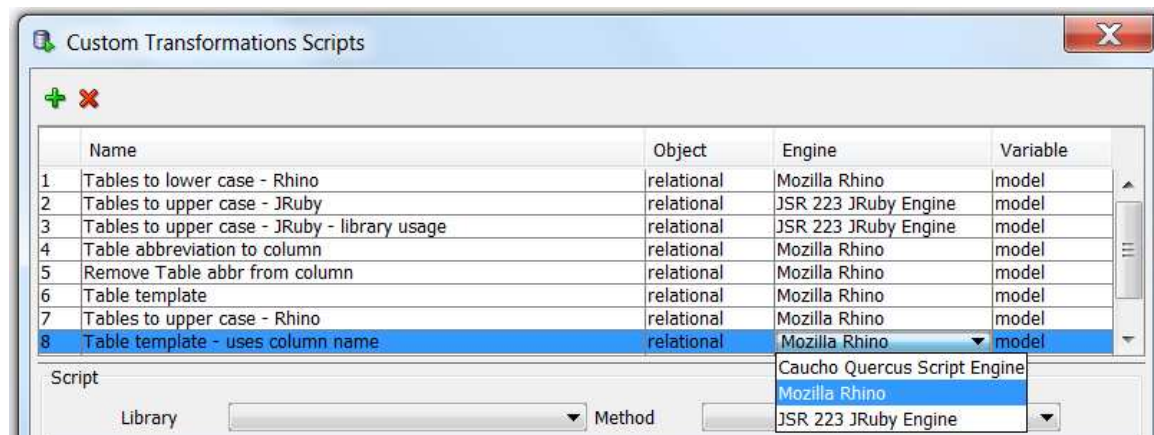 Custom Transformations Scripts
Name Object Engine Variable
1 Tables to lower case - Rhino relational Mozilla Rhino model
2 Tables to upper case - JRuby relational JSR 223 JRuby Engine model
3 Tables to upper case - JRuby - library usage relational JSR 223 JRuby Engine model
4 Table abbreviation to column relational Mozilla Rhino model
5 Remove Table abbr from column relational Mozilla Rhino model
6 Table template relational Mozilla Rhino model
7 Tables to upper case - Rhino relational Mozilla Rhino model
8 Table template - uses column name relational Mozilla Rhino model
Caucho Quercus Script Engine
Script
Mozilla Rhino
Library Method JSR 223 JRuby Engine